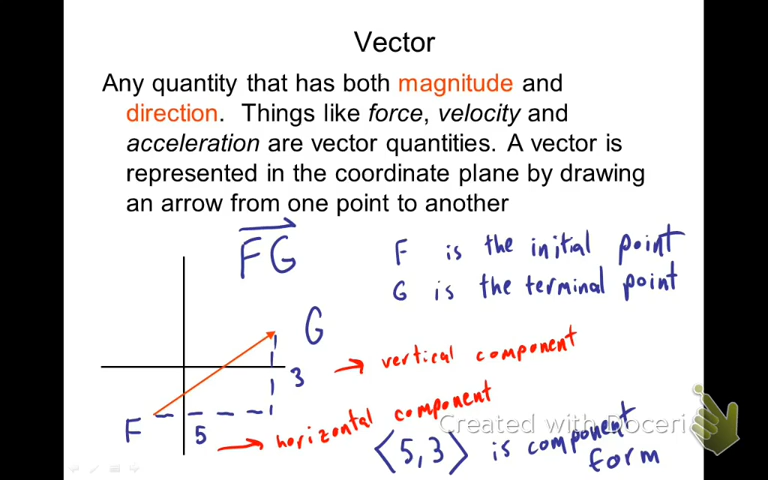 Vector
Any quantity that has both magnitude and
direction. Things like force, velocity and
acceleration are vector quantities. A vector is
represented in the coordinate plane by drawing
an arrow from one point to another
FG
F is the initial point
G is the terminal point
G
→ vertical component
3
F
5
→ horizontal component
Created with Doceri
⟨5,3⟩ is component
form